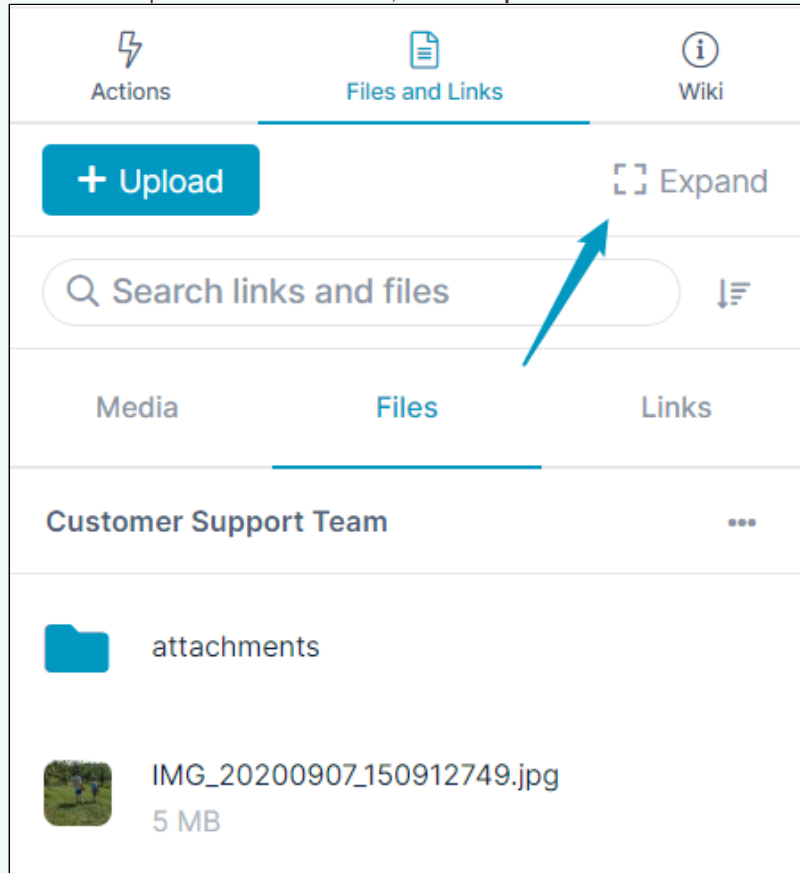 Actions Files and Links Wiki
+ Upload Expand
Search links and files
Media Files Links
Customer Support Team
attachments
IMG_20200907_150912749.jpg
5 MB